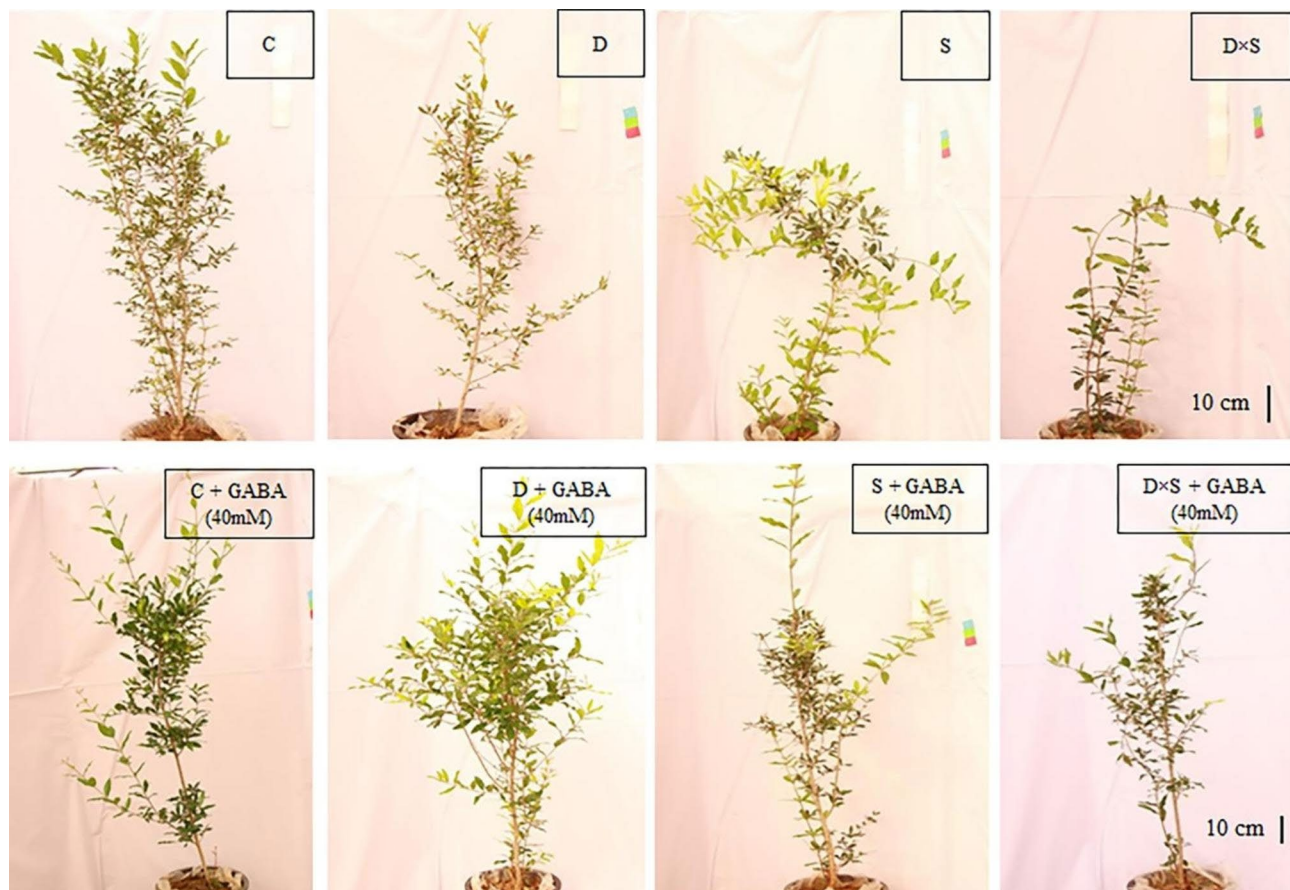 C
D
S
D×S
10 cm
C + GABA
(40mM)
D + GABA
(40mM)
S + GABA
(40mM)
D×S + GABA
(40mM)
10 cm